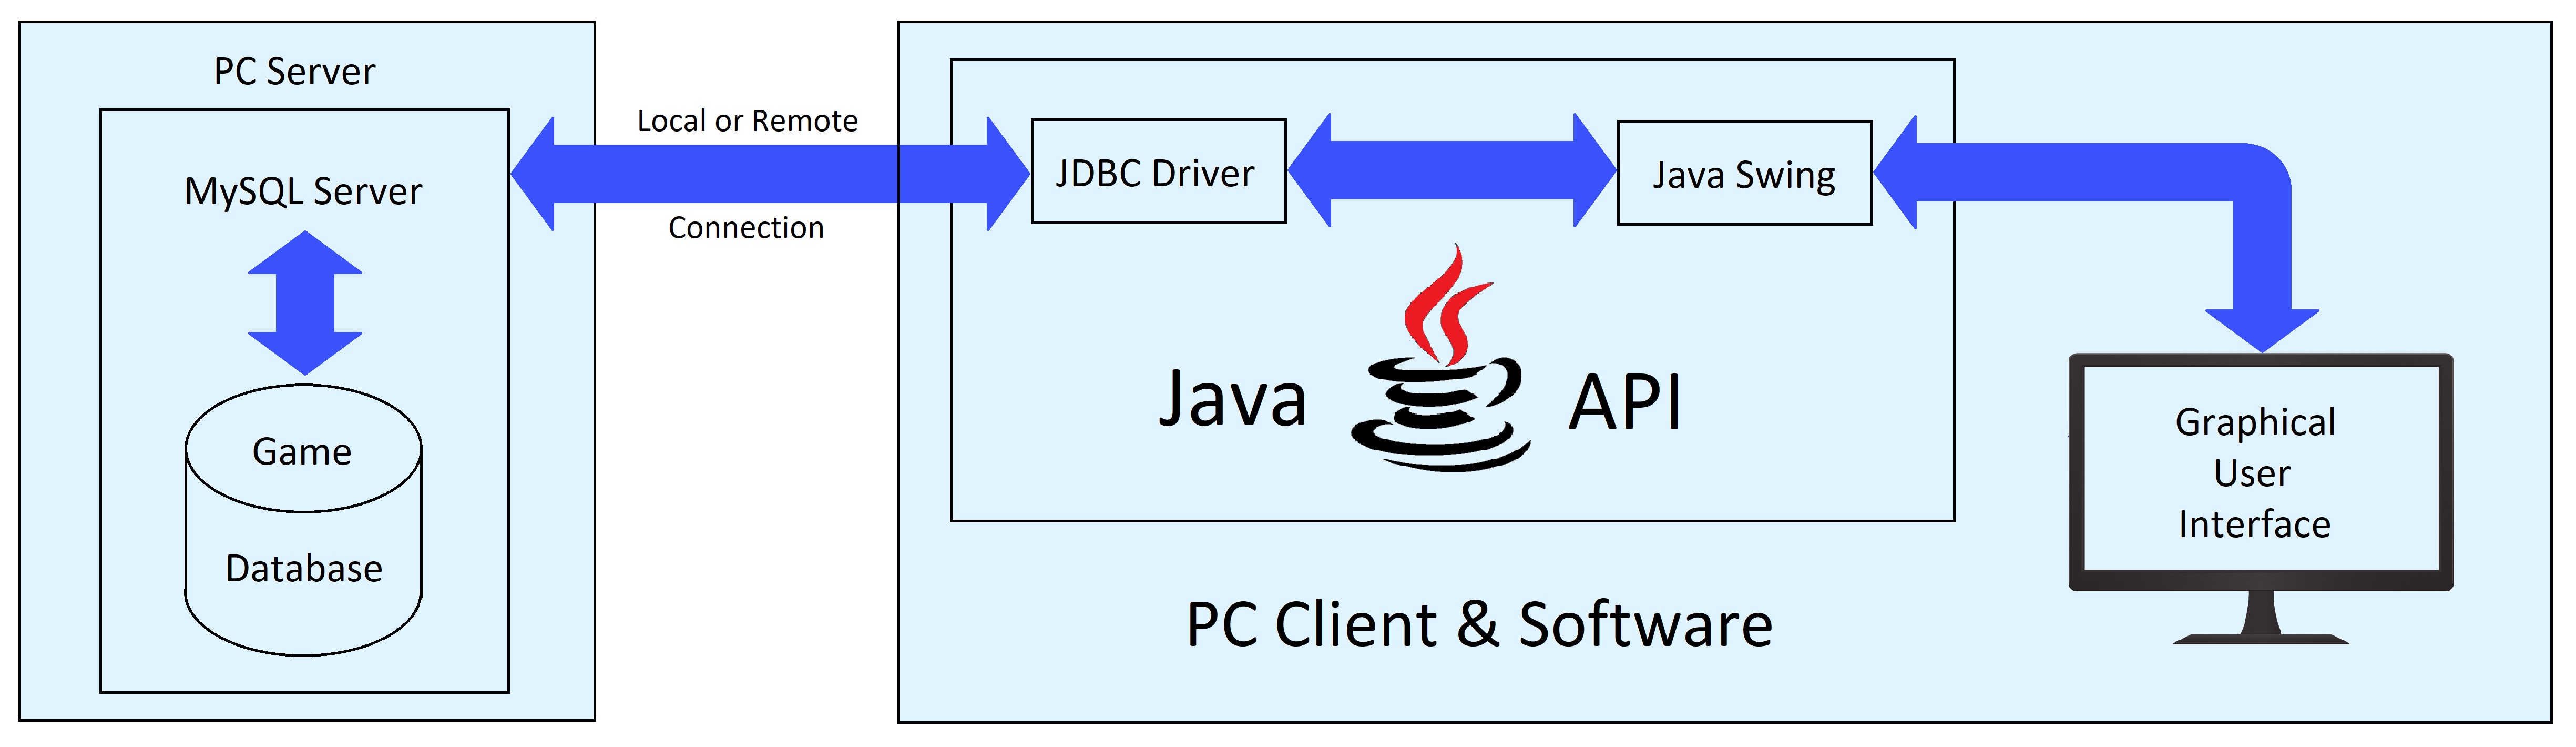 PC Server
MySQL Server
Game
Database
Local or Remote
Connection
JDBC Driver
Java Swing
Java API
PC Client & Software
Graphical
User
Interface